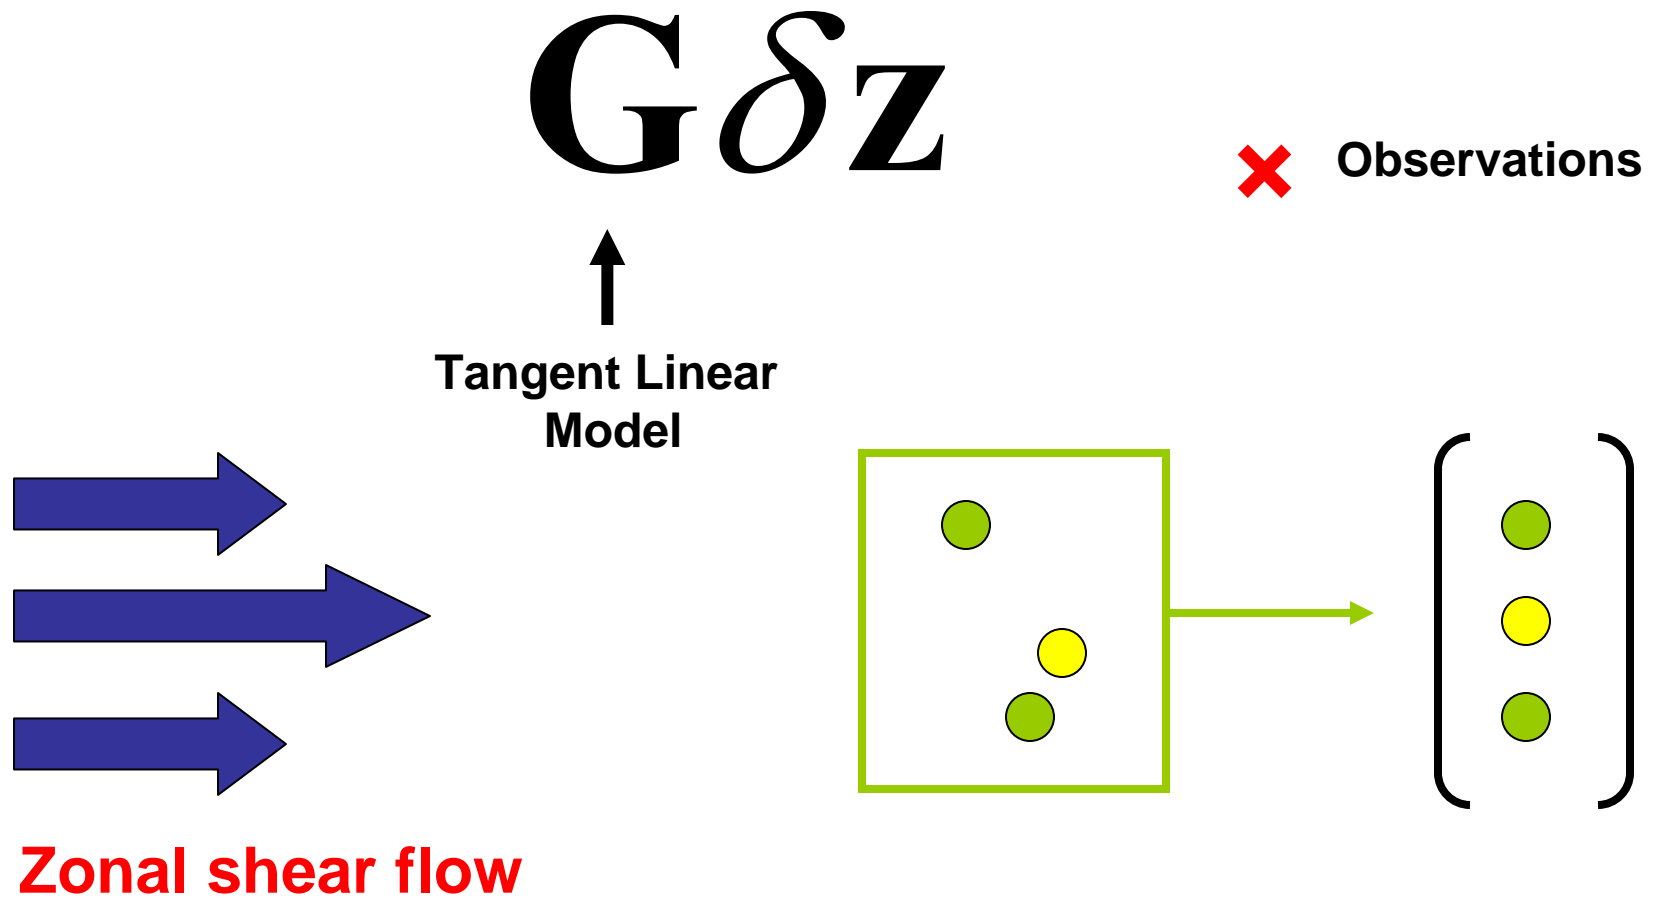 Gδz
Observations
Tangent Linear
Model
Zonal shear flow